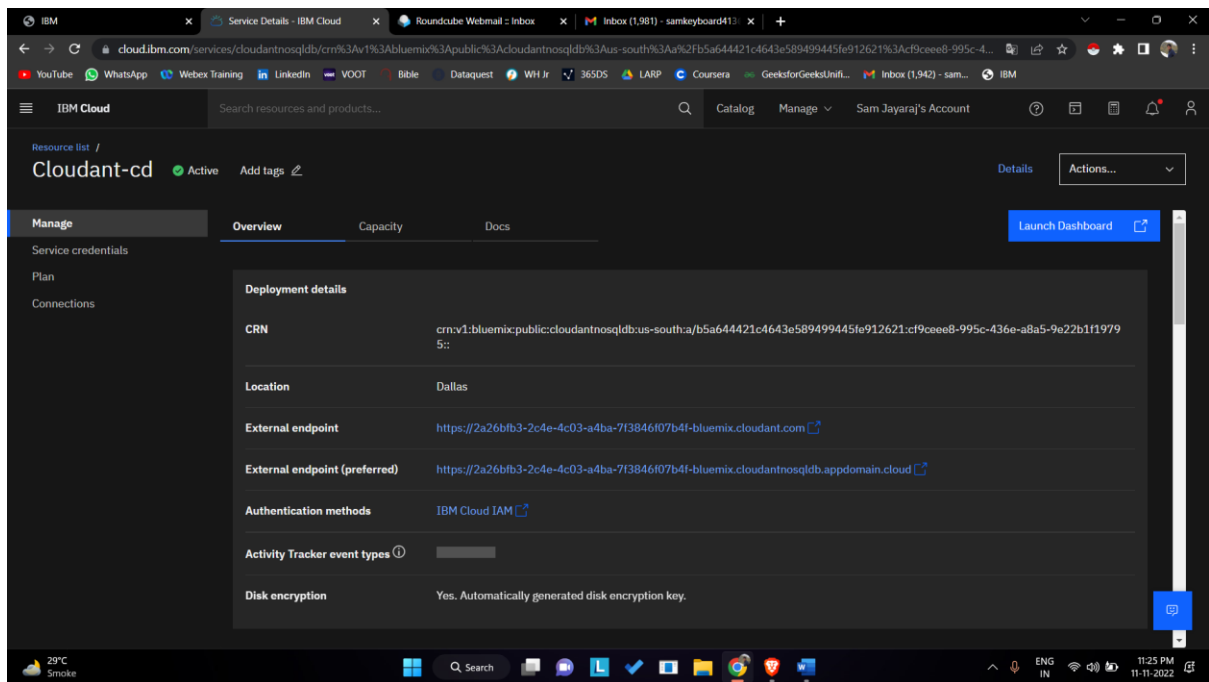 IBM
Service Details - IBM Cloud
Roundcube Webmail :: Inbox
Inbox (1,981) - samkeyboard413
cloud.ibm.com/services/cloudantnosqldb/crn%3Av1%3Abluemix%3Apublic%3Acloudantnosqldb%3Aus-south%3Aa%2Fb5a644421c4643e589499445fe912621%3Acf9ceee8-995c-4...
YouTube WhatsApp Webex Training LinkedIn VOOT Bible Dataquest WH Jr 365DS LARP Coursera GeeksforGeeksUnifi... Inbox (1,942) - sam... IBM
IBM Cloud Search resources and products... Catalog Manage Sam Jayaraj's Account
Resource list /
Cloudant-cd Active Add tags Details Actions...
Manage
Service credentials
Plan
Connections
Overview Capacity Docs Launch Dashboard
Deployment details
CRN crn:v1:bluemix:public:cloudantnosqldb:us-south:a/b5a644421c4643e589499445fe912621:cf9ceee8-995c-436e-a8a5-9e22b1f1979
5::
Location Dallas
External endpoint https://2a26bfb3-2c4e-4c03-a4ba-7f3846f07b4f-bluemix.cloudant.com
External endpoint (preferred) https://2a26bfb3-2c4e-4c03-a4ba-7f3846f07b4f-bluemix.cloudantnosqldb.appdomain.cloud
Authentication methods IBM Cloud IAM
Activity Tracker event types
Disk encryption Yes. Automatically generated disk encryption key.
29°C
Smoke
Search
ENG
IN
11:25 PM
11-11-2022